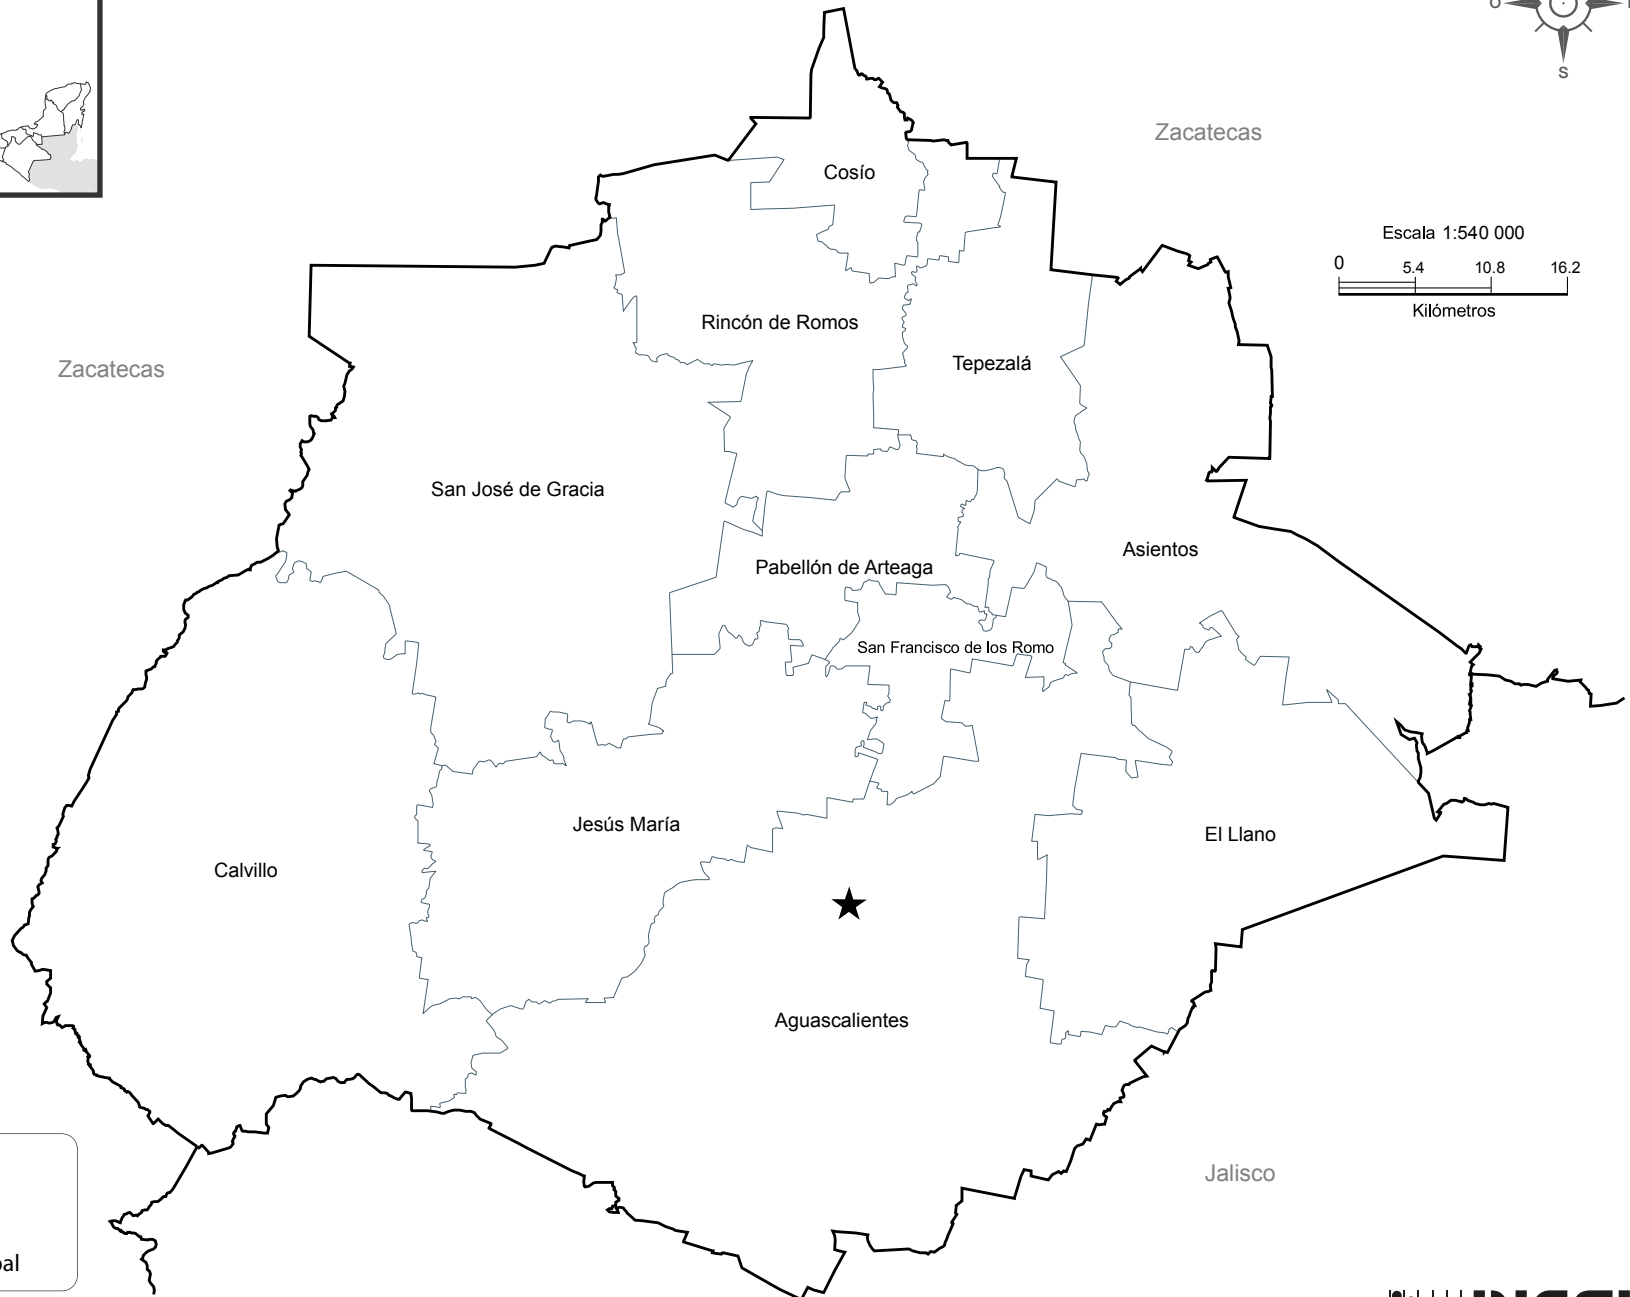 O
S
Zacatecas
Cosío
Escala 1:540 000
0 5.4 10.8 16.2
Kilómetros
Rincón de Romos
Tepezalá
Zacatecas
San José de Gracia
Asientos
Pabellón de Arteaga
San Francisco de los Romo
Jesús María
El Llano
Calvillo
Aguascalientes
Jalisco